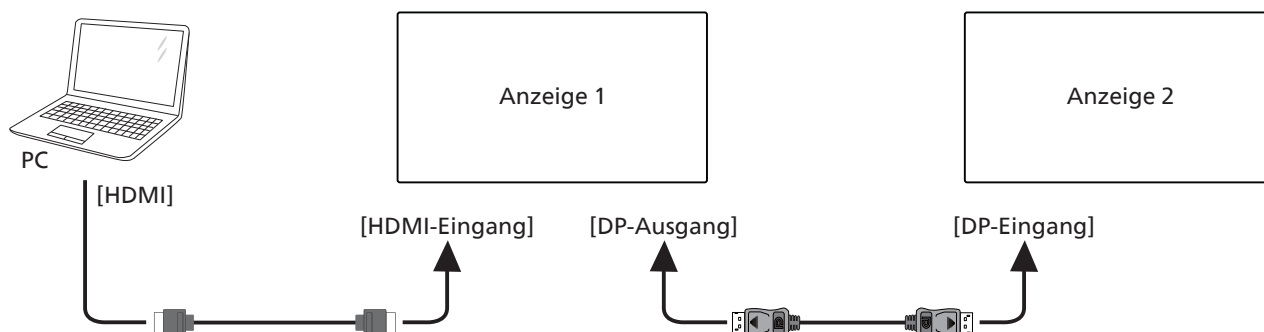 Anzeige 1
Anzeige 2
PC
[HDMI]
[HDMI-Eingang]
[DP-Ausgang]
[DP-Eingang]